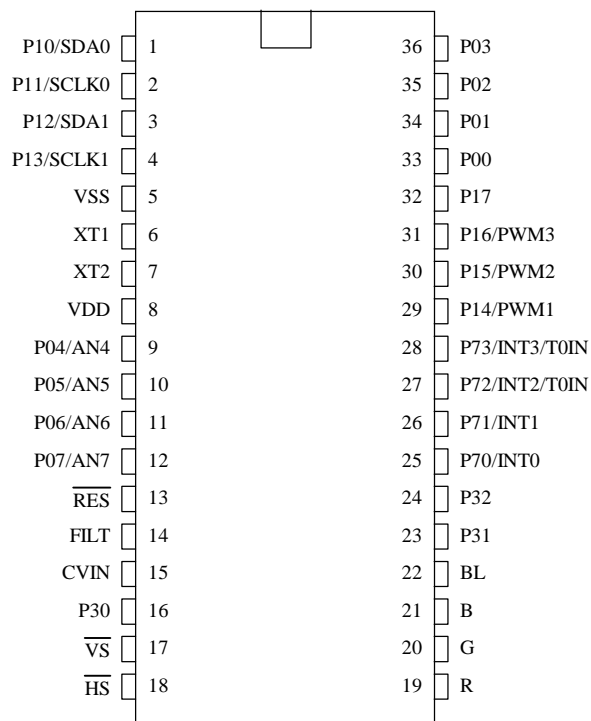 P10/SDA0 1 36 P03
P11/SCLK0 2 35 P02
P12/SDA1 3 34 P01
P13/SCLK1 4 33 P00
VSS 5 32 P17
XT1 6 31 P16/PWM3
XT2 7 30 P15/PWM2
VDD 8 29 P14/PWM1
P04/AN4 9 28 P73/INT3/T0IN
P05/AN5 10 27 P72/INT2/T0IN
P06/AN6 11 26 P71/INT1
P07/AN7 12 25 P70/INT0
R̅E̅S̅ 13 24 P32
FILT 14 23 P31
CVIN 15 22 BL
P30 16 21 B
V̅S̅ 17 20 G
H̅S̅ 18 19 R